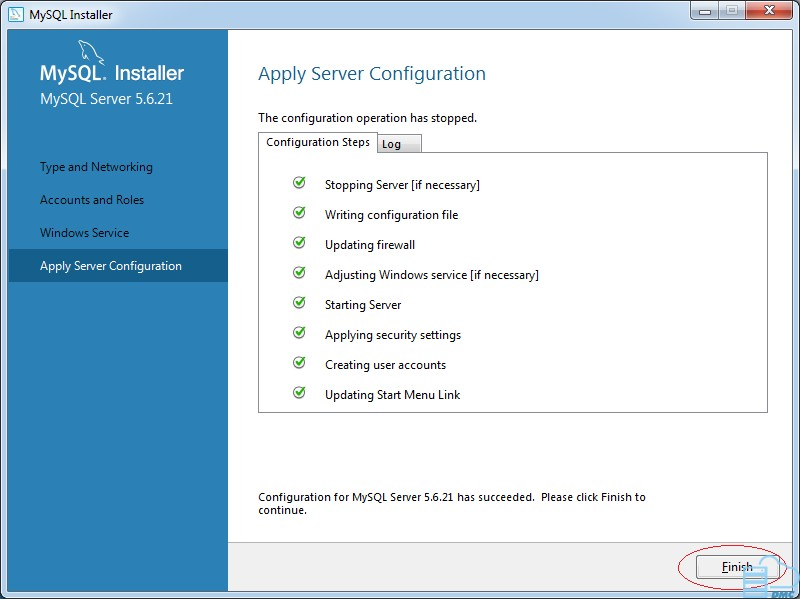 MySQL Installer
MySQL. Installer
MySQL Server 5.6.21
Type and Networking
Accounts and Roles
Windows Service
Apply Server Configuration
Apply Server Configuration
The configuration operation has stopped.
Configuration Steps Log
Stopping Server [if necessary]
Writing configuration file
Updating firewall
Adjusting Windows service [if necessary]
Starting Server
Applying security settings
Creating user accounts
Updating Start Menu Link
Configuration for MySQL Server 5.6.21 has succeeded. Please click Finish to
continue.
Finish
DMC